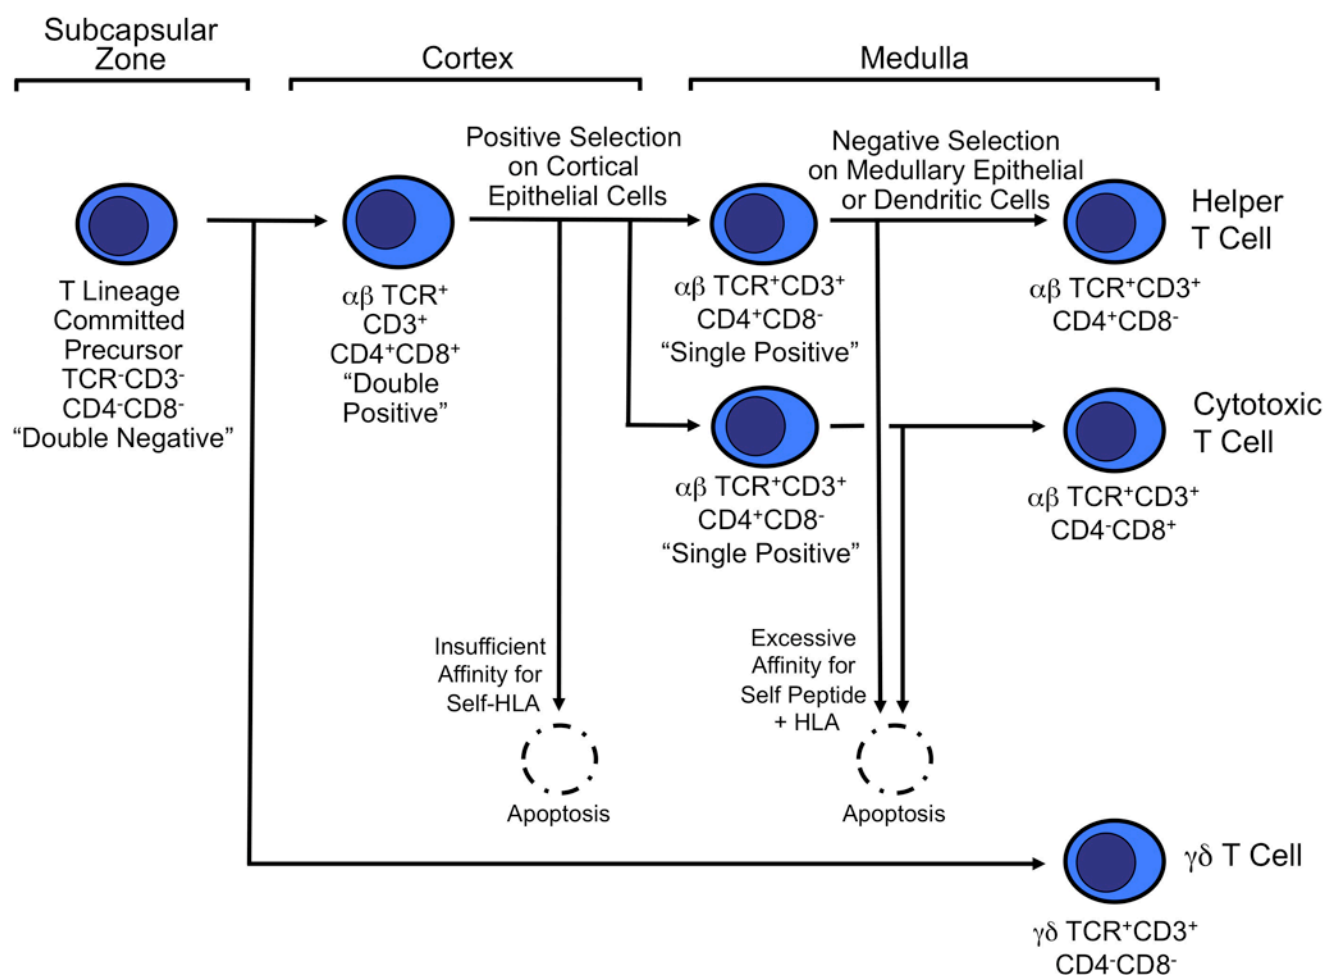 Subcapsular
Zone
Cortex
Medulla
Positive Selection
on Cortical
Epithelial Cells
Negative Selection
on Medullary Epithelial
or Dendritic Cells
T Lineage
Committed
Precursor
TCR⁻CD3⁻
CD4⁻CD8⁻
“Double Negative”
αβ TCR⁺
CD3⁺
CD4⁺CD8⁺
“Double
Positive”
αβ TCR⁺CD3⁺
CD4⁺CD8⁻
“Single Positive”
αβ TCR⁺CD3⁺
CD4⁺CD8⁻
Helper
T Cell
αβ TCR⁺CD3⁺
CD4⁺CD8⁻
“Single Positive”
αβ TCR⁺CD3⁺
CD4⁻CD8⁺
Cytotoxic
T Cell
Insufficient
Affinity for
Self-HLA
Apoptosis
Excessive
Affinity for
Self Peptide
+ HLA
Apoptosis
γδ T Cell
γδ TCR⁺CD3⁺
CD4⁻CD8⁻